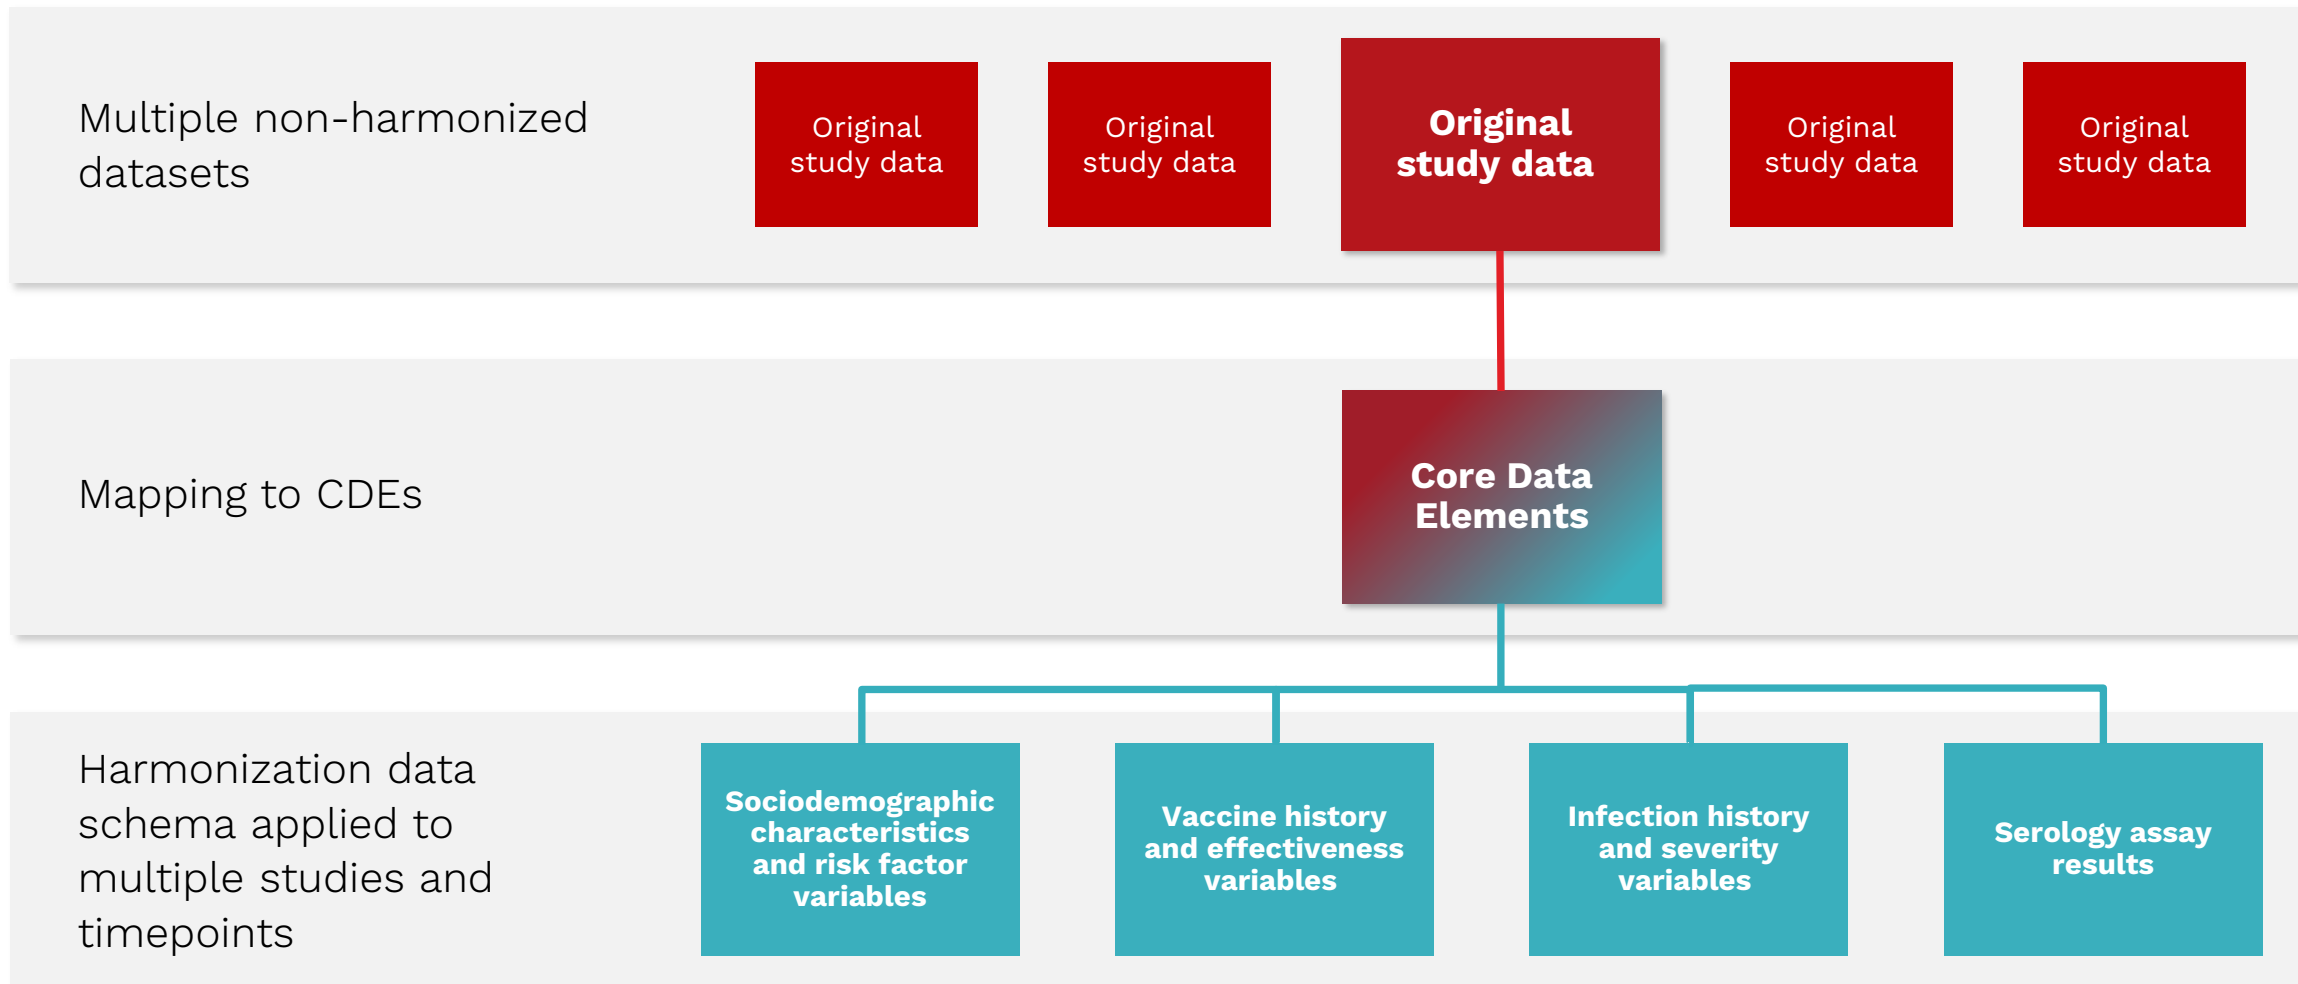 Multiple non-harmonized
datasets
Original
study data
Original
study data
Original
study data
Original
study data
Original
study data
Mapping to CDEs
Core Data
Elements
Harmonization data
schema applied to
multiple studies and
timepoints
Sociodemographic
characteristics
and risk factor
variables
Vaccine history
and effectiveness
variables
Infection history
and severity
variables
Serology assay
results